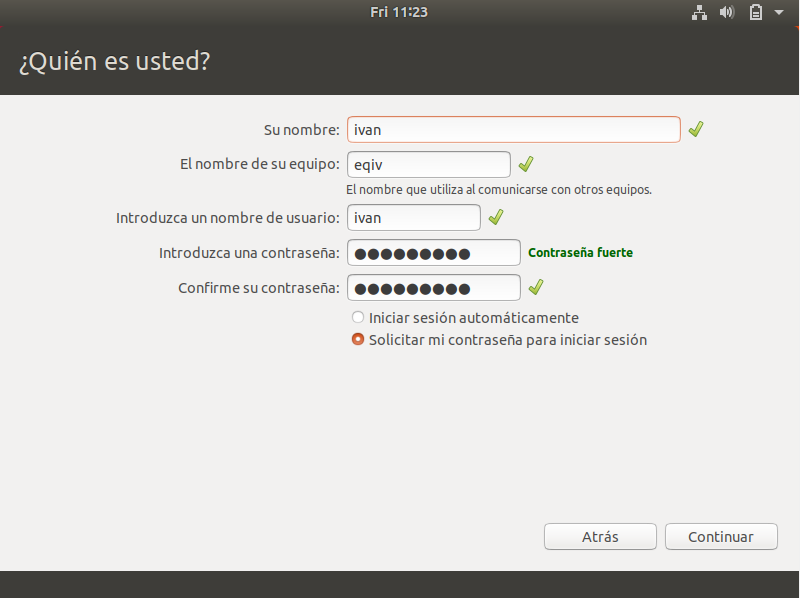 Fri 11:23
¿Quién es usted?
Su nombre: ivan
El nombre de su equipo: eqiv
El nombre que utiliza al comunicarse con otros equipos.
Introduzca un nombre de usuario: ivan
Introduzca una contraseña: ●●●●●●●●● Contraseña fuerte
Confirme su contraseña: ●●●●●●●●●
Iniciar sesión automáticamente
Solicitar mi contraseña para iniciar sesión
Atrás Continuar